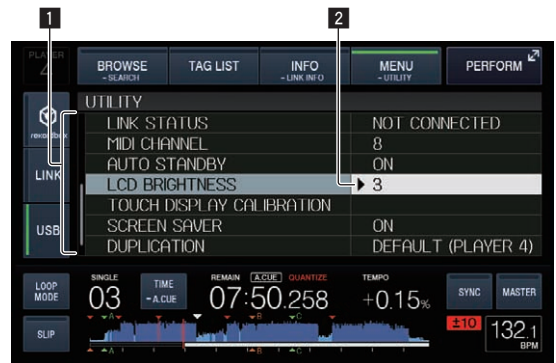 1 2
PLAYER
4
BROWSE
- SEARCH
TAG LIST
INFO
- LINK INFO
MENU
- UTILITY
PERFORM
rekordbox
LINK
USB
UTILITY
LINK STATUS NOT CONNECTED
MIDI CHANNEL 8
AUTO STANDBY ON
LCD BRIGHTNESS 3
TOUCH DISPLAY CALIBRATION
SCREEN SAVER ON
DUPLICATION DEFAULT (PLAYER 4)
LOOP
MODE
SLIP
SINGLE
03
TIME
- A.CUE
REMAIN A.CUE QUANTIZE
07:50.258
TEMPO
+0.15%
SYNC MASTER
A B C
±10 132.1
BPM
A B C